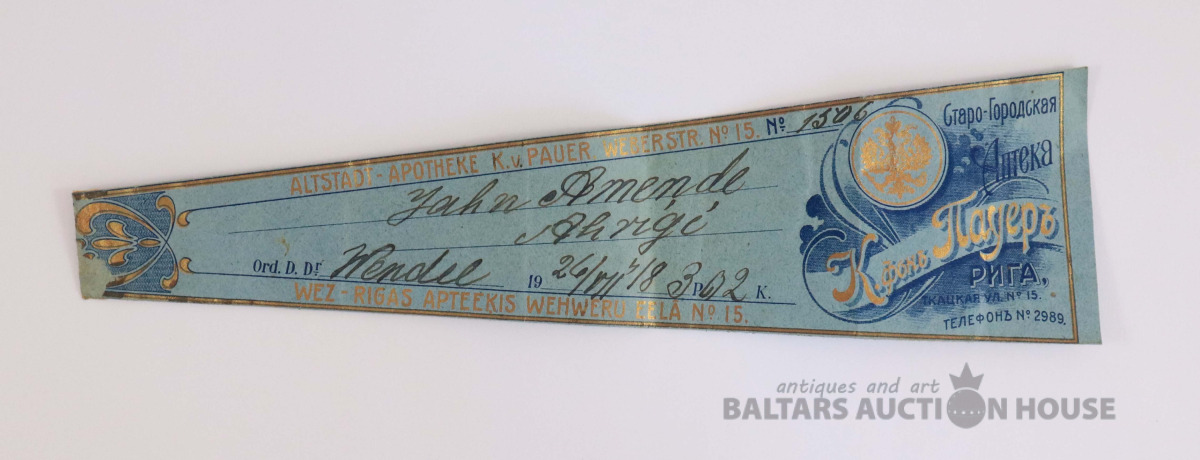 ALTSTADT-APOTHEKE K.v. PAUER WEBERSTR. № 15. № 1506
Jahn Amende
Ahrigi
Ord. D. Dr Wendel 19 26/VII 18 3 R. 02 K.
WEZ-RIGAS APTEEKIS WEHWERU EELÂ № 15.
Старо-Городская
Аптека
К. фонъ Пауеръ
РИГА,
ТКАЦКАЯ УЛ. № 15.
ТЕЛЕФОНЪ № 2989.
antiques and art
BALTARS AUCTION HOUSE